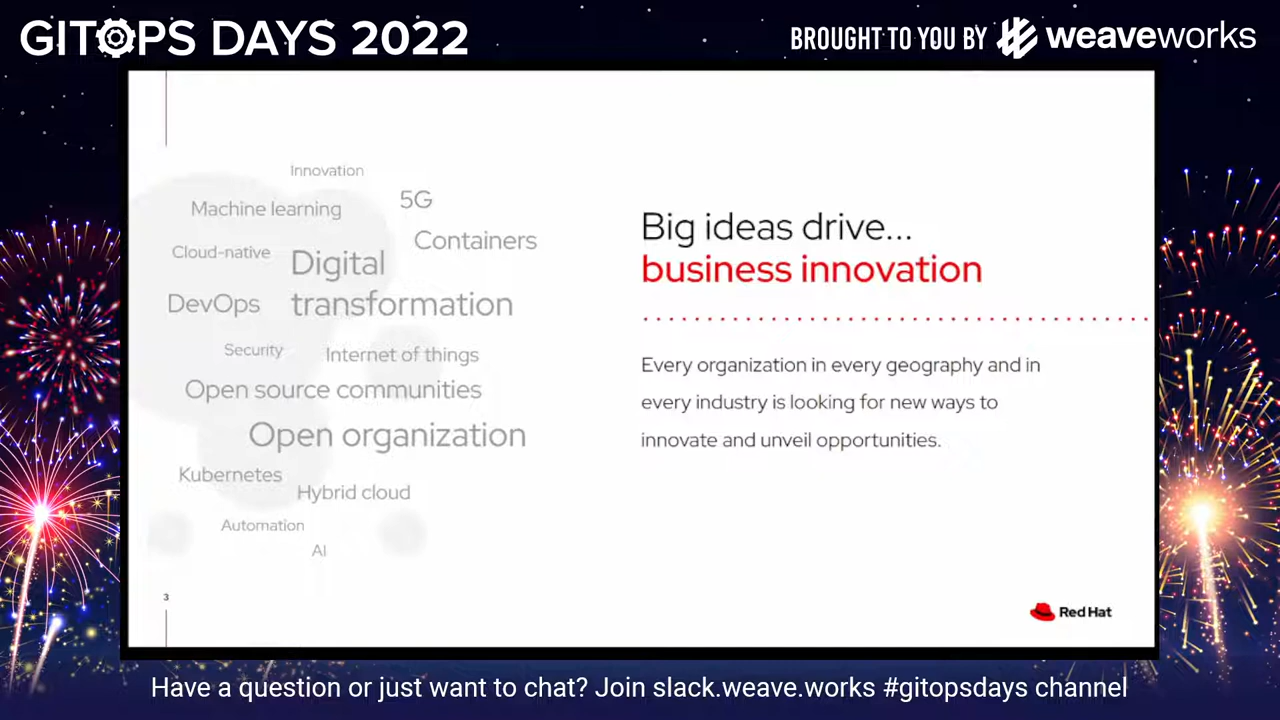 GITOPS DAYS 2022
BROUGHT TO YOU BY weaveworks
Innovation
5G
Machine learning
Containers
Cloud-native
Digital
transformation
DevOps
Security
Internet of things
Open source communities
Open organization
Kubernetes
Hybrid cloud
Automation
AI
Big ideas drive...
business innovation
Every organization in every geography and in
every industry is looking for new ways to
innovate and unveil opportunities.
3
Red Hat
Have a question or just want to chat? Join slack.weave.works #gitopsdays channel